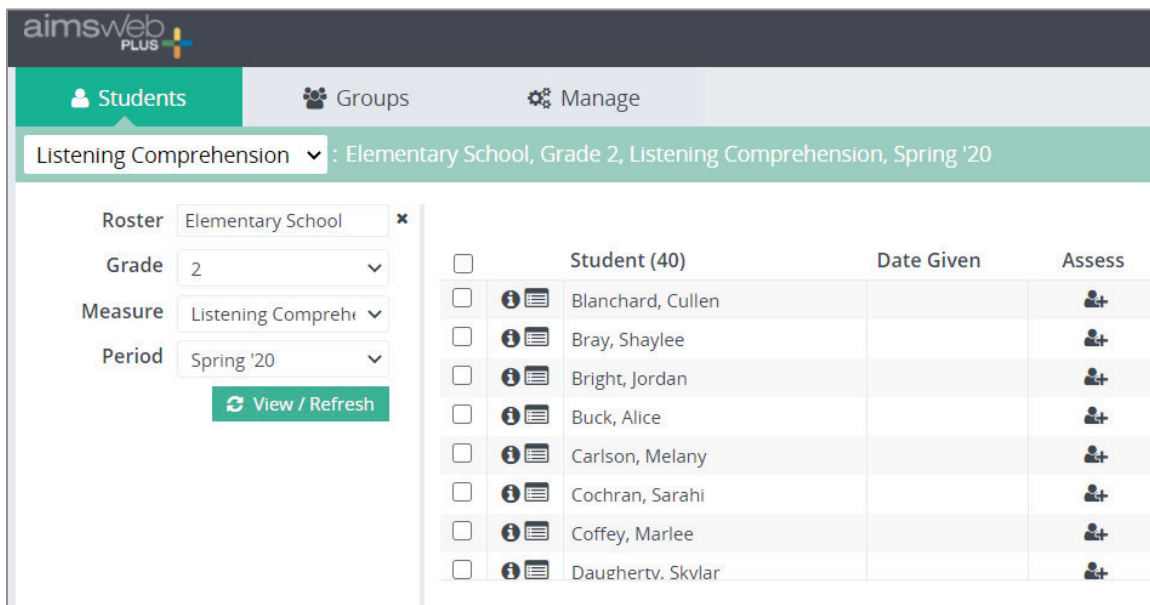 aimsweb
PLUS
Students
Groups
Manage
Listening Comprehension : Elementary School, Grade 2, Listening Comprehension, Spring '20
Roster Elementary School
Grade 2
Measure Listening Comprehe
Period Spring '20
View / Refresh
Student (40) Date Given Assess
Blanchard, Cullen
Bray, Shaylee
Bright, Jordan
Buck, Alice
Carlson, Melany
Cochran, Sarahi
Coffey, Marlee
Daugherty, Skylar